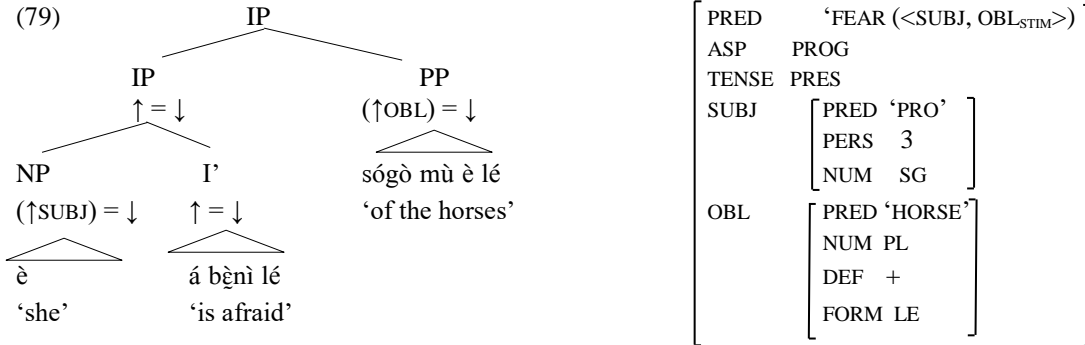 (79) IP
IP PP
↑ = ↓ (↑OBL) = ↓
NP I’ sógò mù è lé
(↑SUBJ) = ↓ ↑ = ↓ ‘of the horses’
è á bɛ̰̀nì lé
‘she’ ‘is afraid’
PRED ‘FEAR (<SUBJ, OBLSTIM>)
ASP PROG
TENSE PRES
SUBJ PRED ‘PRO’
PERS 3
NUM SG
OBL PRED ‘HORSE’
NUM PL
DEF +
FORM LE